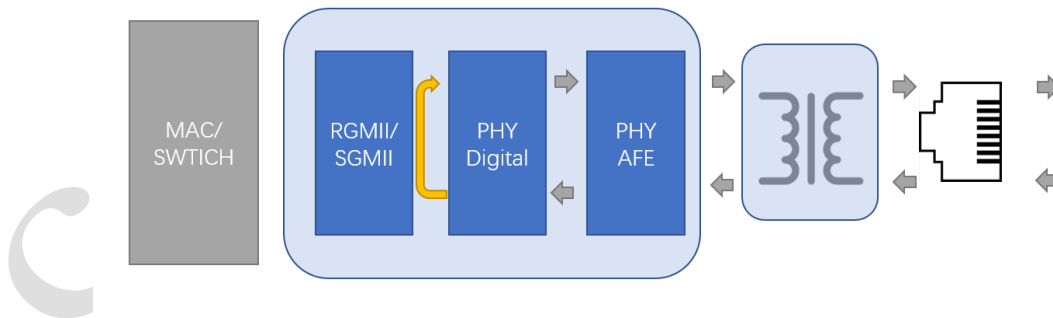 MAC/
SWTICH
RGMII/
SGMII
PHY
Digital
PHY
AFE